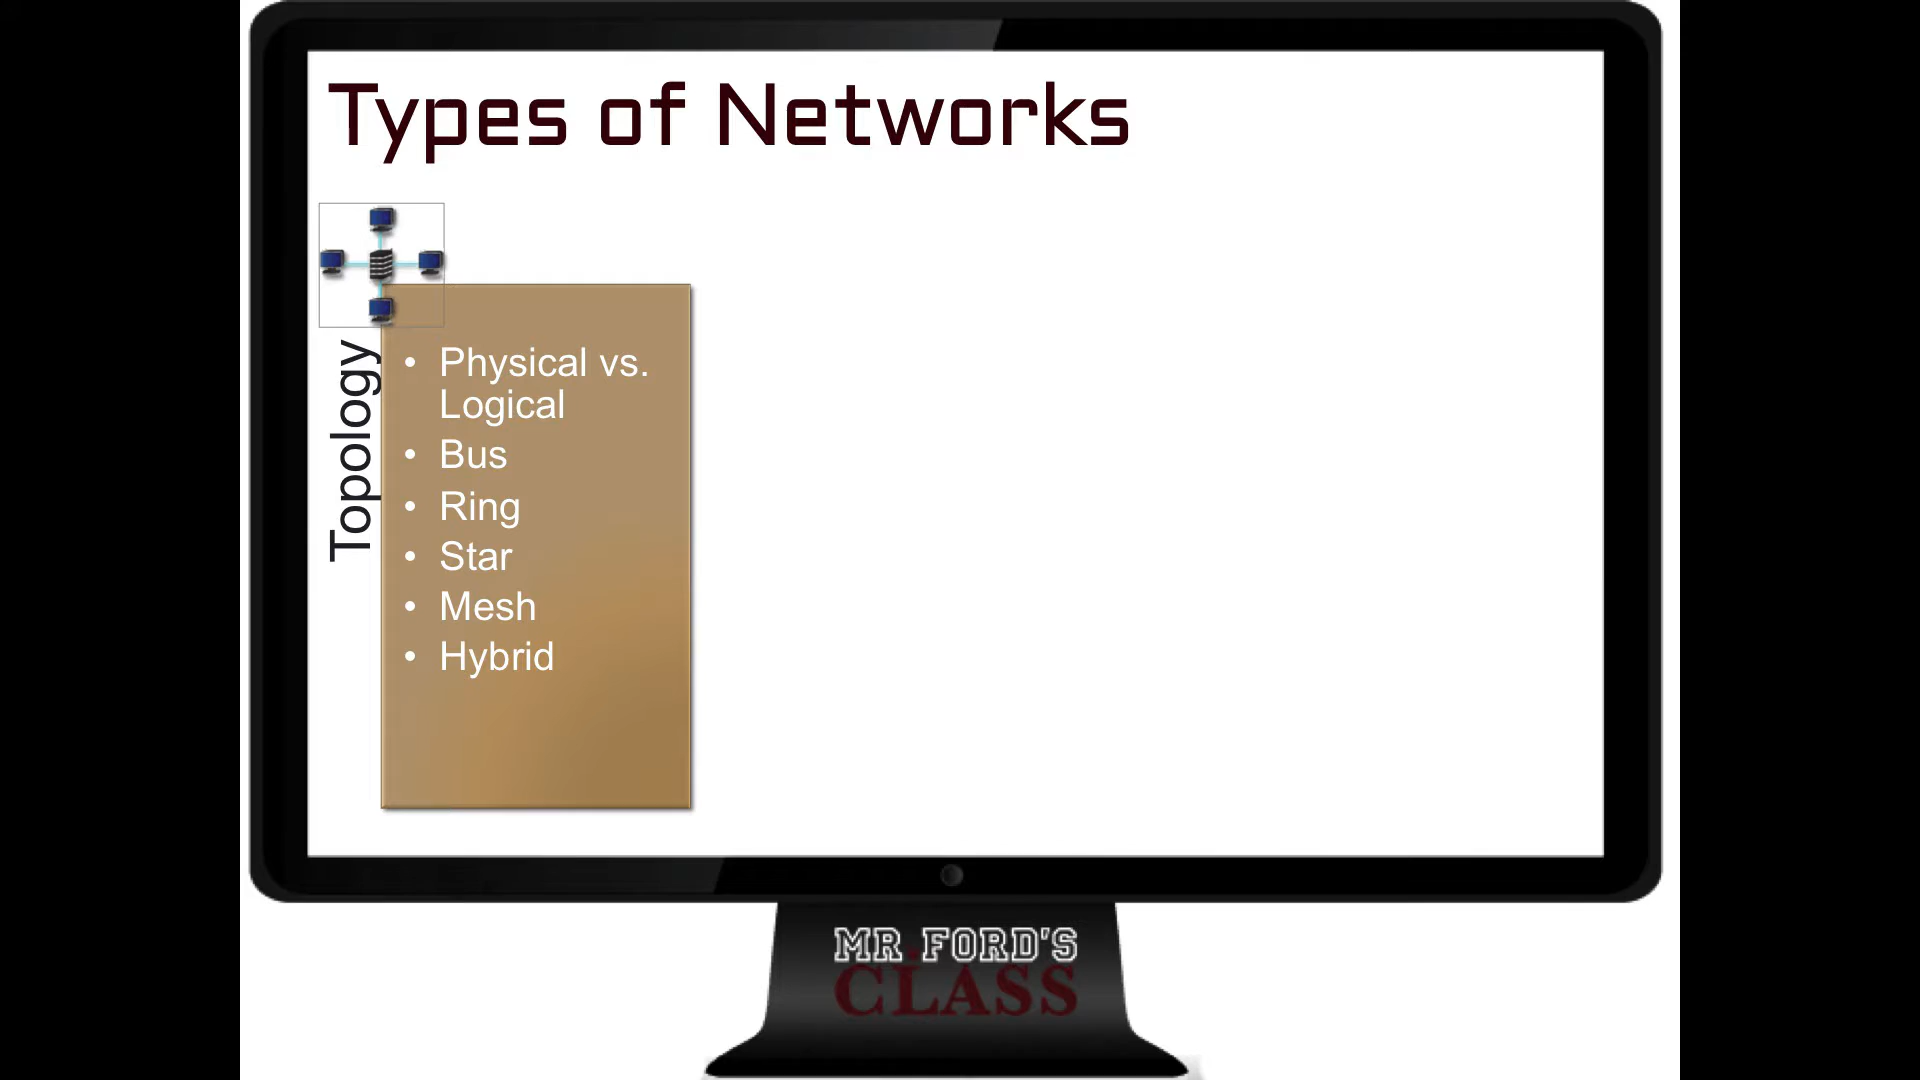 Types of Networks
Topology
• Physical vs.
Logical
• Bus
• Ring
• Star
• Mesh
• Hybrid
MR FORD'S
CLASS